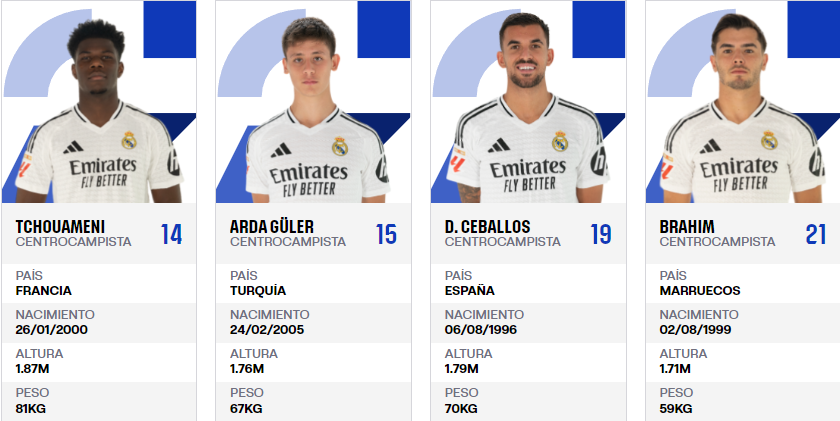 Emirates
FLY BETTER
TCHOUAMENI
CENTROCAMPISTA
14
PAÍS
FRANCIA
NACIMIENTO
26/01/2000
ALTURA
1.87M
PESO
81KG
Emirates
FLY BETTER
ARDA GÜLER
CENTROCAMPISTA
15
PAÍS
TURQUÍA
NACIMIENTO
24/02/2005
ALTURA
1.76M
PESO
67KG
Emirates
FLY BETTER
D. CEBALLOS
CENTROCAMPISTA
19
PAÍS
ESPAÑA
NACIMIENTO
06/08/1996
ALTURA
1.79M
PESO
70KG
Emirates
FLY BETTER
BRAHIM
CENTROCAMPISTA
21
PAÍS
MARRUECOS
NACIMIENTO
02/08/1999
ALTURA
1.71M
PESO
59KG